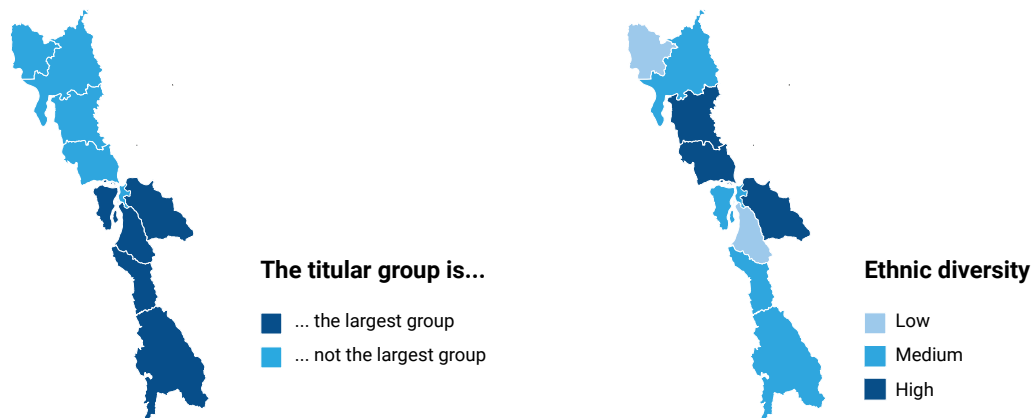 The titular group is...
... the largest group
... not the largest group
Ethnic diversity
Low
Medium
High